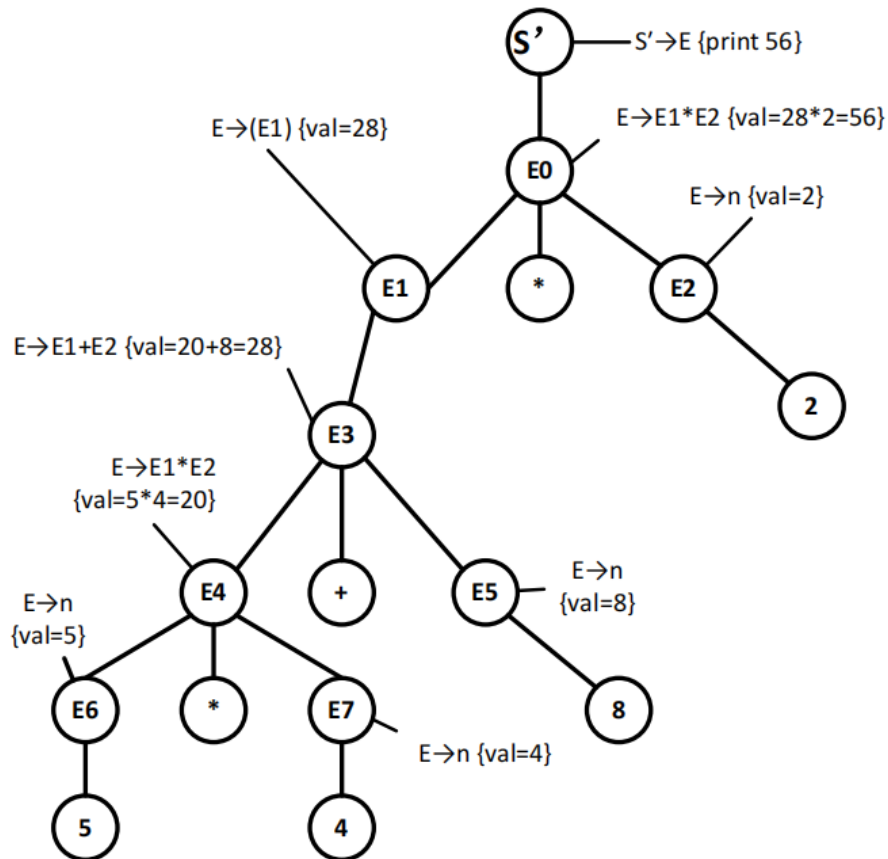 S’
S’→E {print 56}
E→(E1) {val=28}
E→E1*E2 {val=28*2=56}
E0
E→n {val=2}
E1
*
E2
E→E1+E2 {val=20+8=28}
2
E3
E→E1*E2
{val=5*4=20}
E4
+
E5
E→n
{val=8}
E→n
{val=5}
E6
*
E7
8
E→n {val=4}
5
4